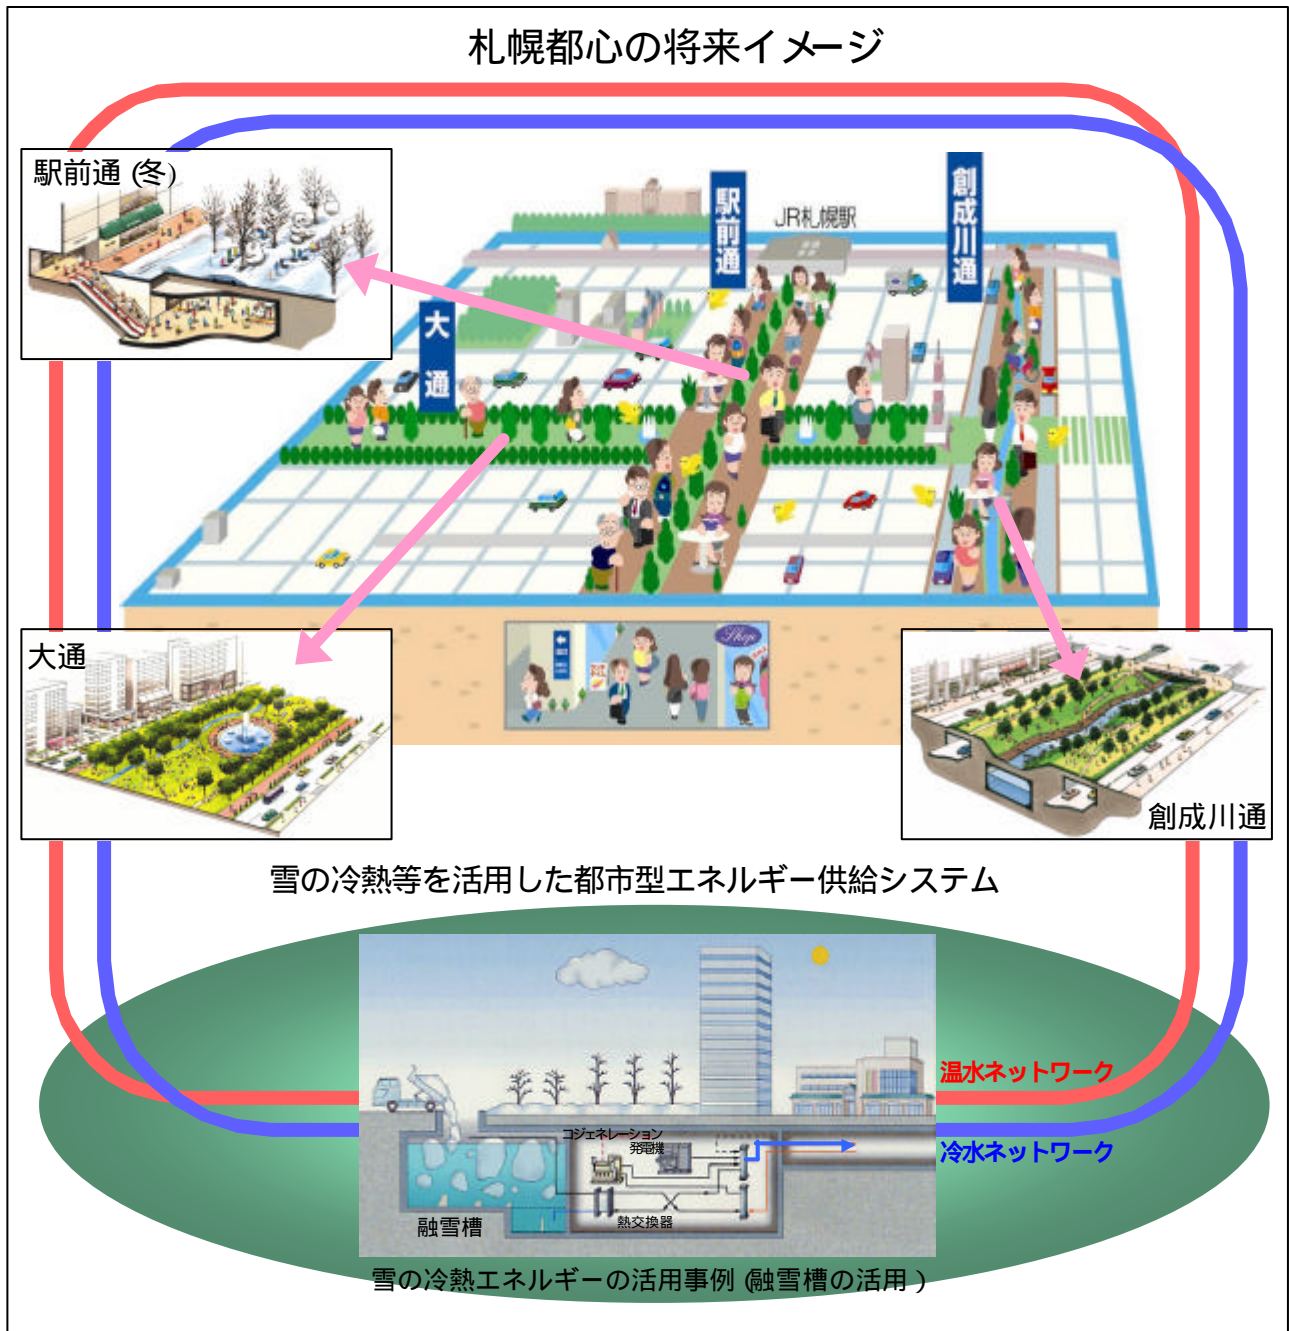 札幌都心の将来イメージ
駅前通(冬)
駅前通
JR札幌駅
創成川通
大通
Shop
大通
創成川通
雪の冷熱等を活用した都市型エネルギー供給システム
温水ネットワーク
コジェネレーション
発電機
冷水ネットワーク
熱交換器
融雪槽
雪の冷熱エネルギーの活用事例(融雪槽の活用)